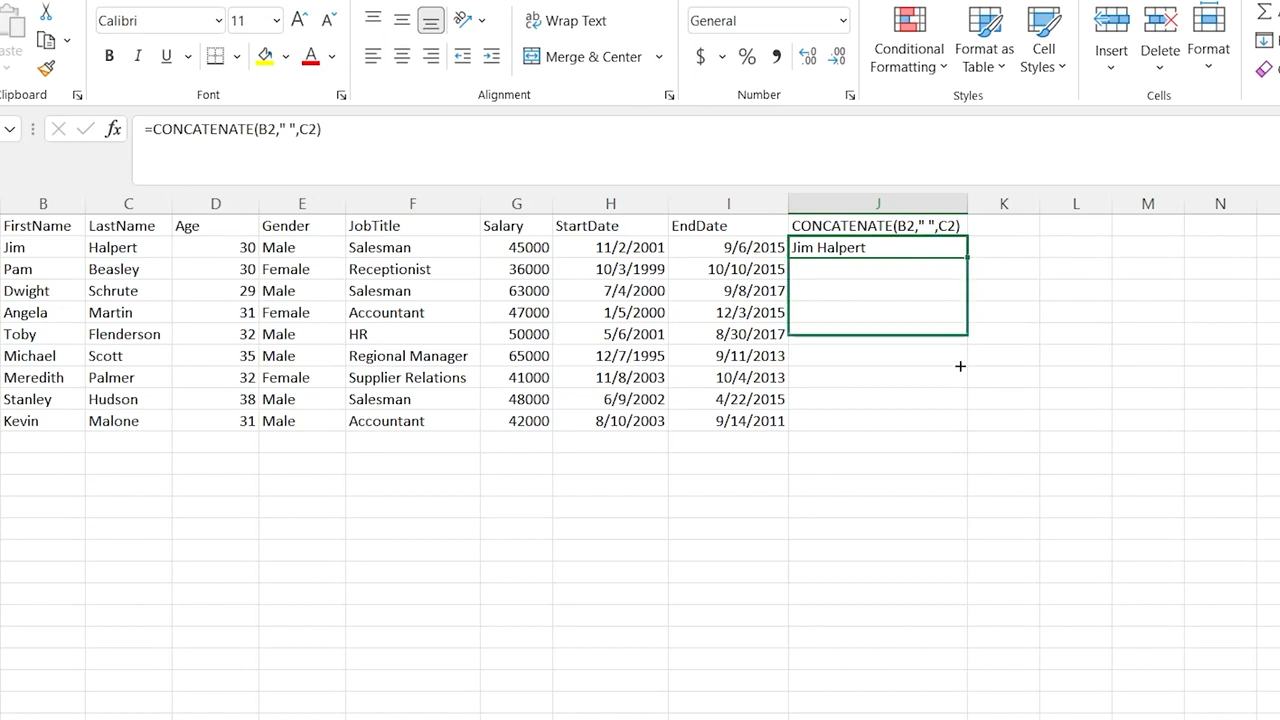 Calibri 11 A^ A˅ ab Wrap Text General
aste B I U A Merge & Center $ % , Conditional Formatting Format as Table Cell Styles Insert Delete Format
lipboard Font Alignment Number Styles Cells
fx =CONCATENATE(B2," ",C2)
B C D E F G H I J K L M N
FirstName LastName Age Gender JobTitle Salary StartDate EndDate CONCATENATE(B2," ",C2)
Jim Halpert 30 Male Salesman 45000 11/2/2001 9/6/2015 Jim Halpert
Pam Beasley 30 Female Receptionist 36000 10/3/1999 10/10/2015
Dwight Schrute 29 Male Salesman 63000 7/4/2000 9/8/2017
Angela Martin 31 Female Accountant 47000 1/5/2000 12/3/2015
Toby Flenderson 32 Male HR 50000 5/6/2001 8/30/2017
Michael Scott 35 Male Regional Manager 65000 12/7/1995 9/11/2013
Meredith Palmer 32 Female Supplier Relations 41000 11/8/2003 10/4/2013
Stanley Hudson 38 Male Salesman 48000 6/9/2002 4/22/2015
Kevin Malone 31 Male Accountant 42000 8/10/2003 9/14/2011